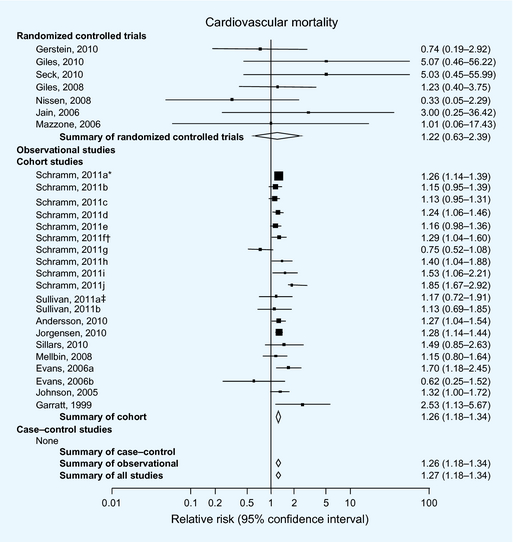 Cardiovascular mortality
Randomized controlled trials
Gerstein, 2010 0.74 (0.19–2.92)
Giles, 2010 5.07 (0.46–56.22)
Seck, 2010 5.03 (0.45–55.99)
Giles, 2008 1.23 (0.40–3.75)
Nissen, 2008 0.33 (0.05–2.29)
Jain, 2006 3.00 (0.25–36.42)
Mazzone, 2006 1.01 (0.06–17.43)
Summary of randomized controlled trials 1.22 (0.63–2.39)
Observational studies
Cohort studies
Schramm, 2011a* 1.26 (1.14–1.39)
Schramm, 2011b 1.15 (0.95–1.39)
Schramm, 2011c 1.13 (0.95–1.31)
Schramm, 2011d 1.24 (1.06–1.46)
Schramm, 2011e 1.16 (0.98–1.36)
Schramm, 2011f† 1.29 (1.04–1.60)
Schramm, 2011g 0.75 (0.52–1.08)
Schramm, 2011h 1.40 (1.04–1.88)
Schramm, 2011i 1.53 (1.06–2.21)
Schramm, 2011j 1.85 (1.67–2.92)
Sullivan, 2011a‡ 1.17 (0.72–1.91)
Sullivan, 2011b 1.13 (0.69–1.85)
Andersson, 2010 1.27 (1.04–1.54)
Jorgensen, 2010 1.28 (1.14–1.44)
Sillars, 2010 1.49 (0.85–2.63)
Mellbin, 2008 1.15 (0.80–1.64)
Evans, 2006a 1.70 (1.18–2.45)
Evans, 2006b 0.62 (0.25–1.52)
Johnson, 2005 1.32 (1.00–1.72)
Garratt, 1999 2.53 (1.13–5.67)
Summary of cohort 1.26 (1.18–1.34)
Case–control studies
None
Summary of case–control
Summary of observational 1.26 (1.18–1.34)
Summary of all studies 1.27 (1.18–1.34)
0.01 0.1 0.2 0.5 1 2 5 10 100
Relative risk (95% confidence interval)